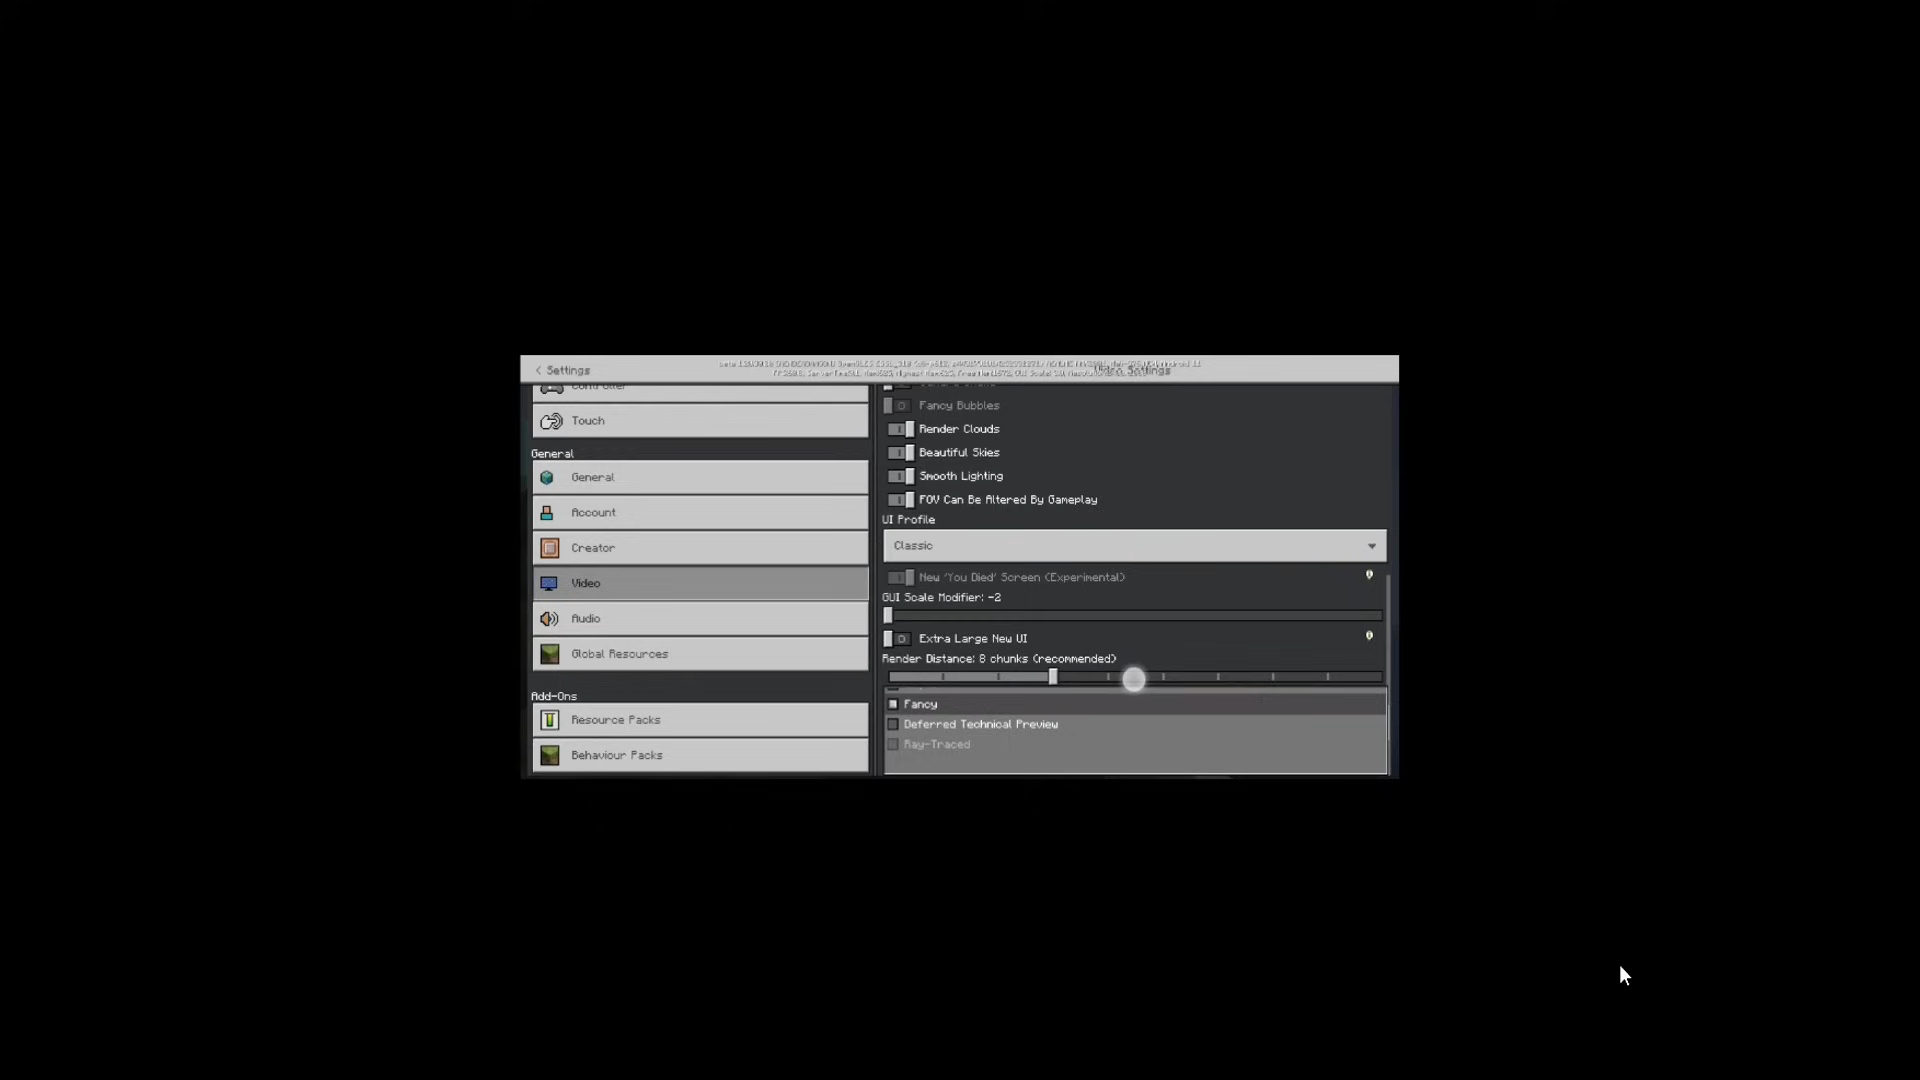 Settings
Video Settings
Controller
Touch
General
General
Account
Creator
Video
Audio
Global Resources
Add-Ons
Resource Packs
Behaviour Packs
Fancy Bubbles
Render Clouds
Beautiful Skies
Smooth Lighting
FOV Can Be Altered By Gameplay
UI Profile
Classic
New 'You Died' Screen (Experimental)
GUI Scale Modifier: -2
Extra Large New UI
Render Distance: 8 chunks (recommended)
Fancy
Deferred Technical Preview
Ray-Traced